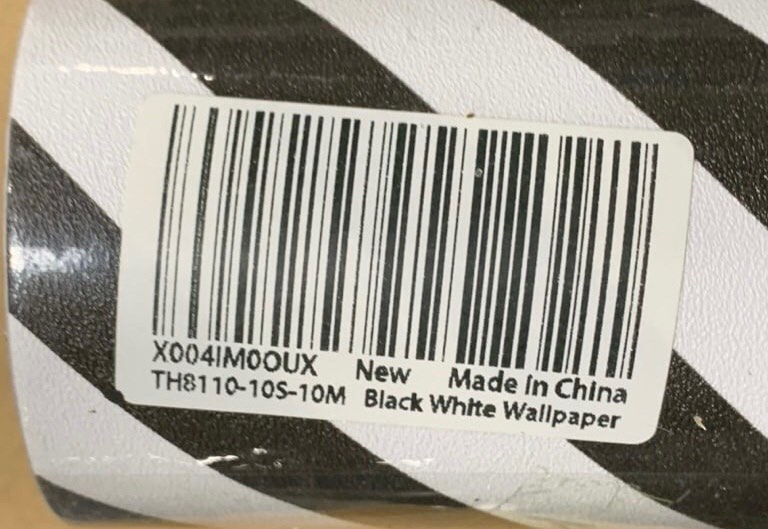 X004IM0OUX New Made in China
TH8110-10S-10M Black White Wallpaper